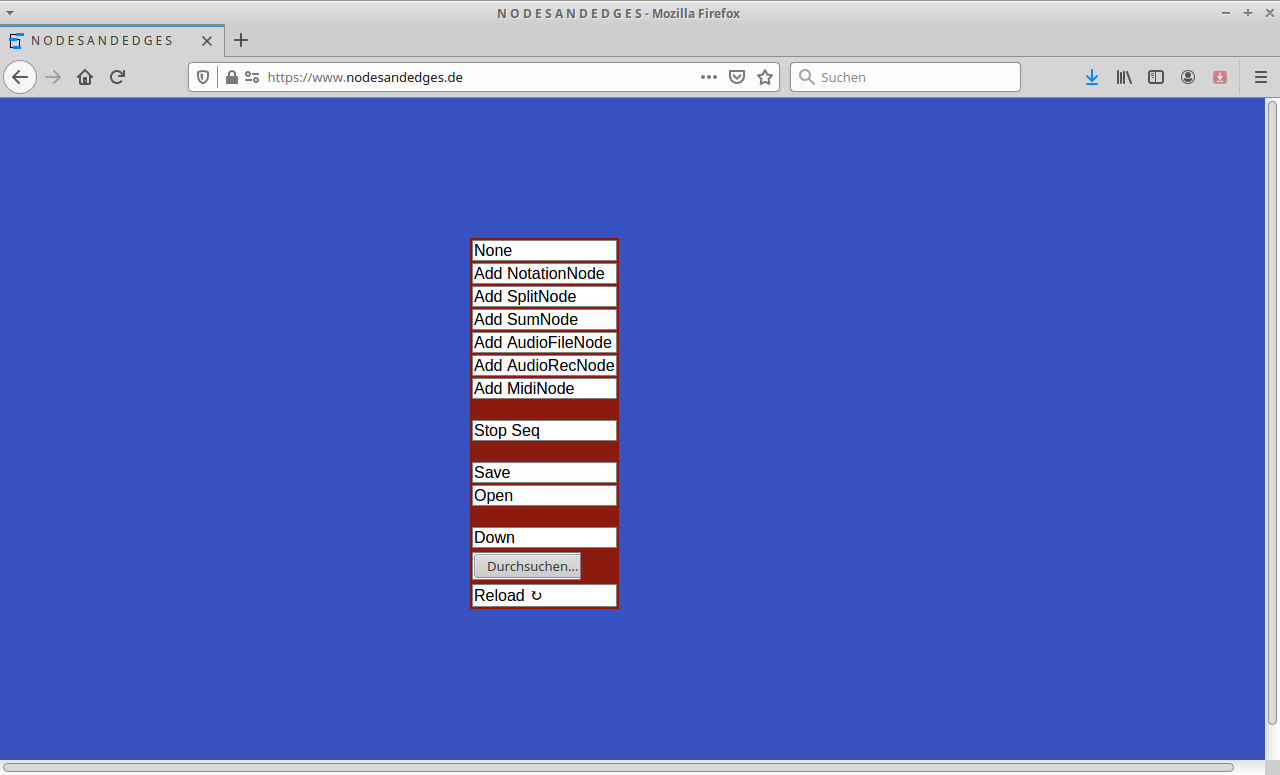 N O D E S A N D E D G E S - Mozilla Firefox
N O D E S A N D E D G E S
https://www.nodesandedges.de
Suchen
None
Add NotationNode
Add SplitNode
Add SumNode
Add AudioFileNode
Add AudioRecNode
Add MidiNode
Stop Seq
Save
Open
Down
Durchsuchen...
Reload ↻